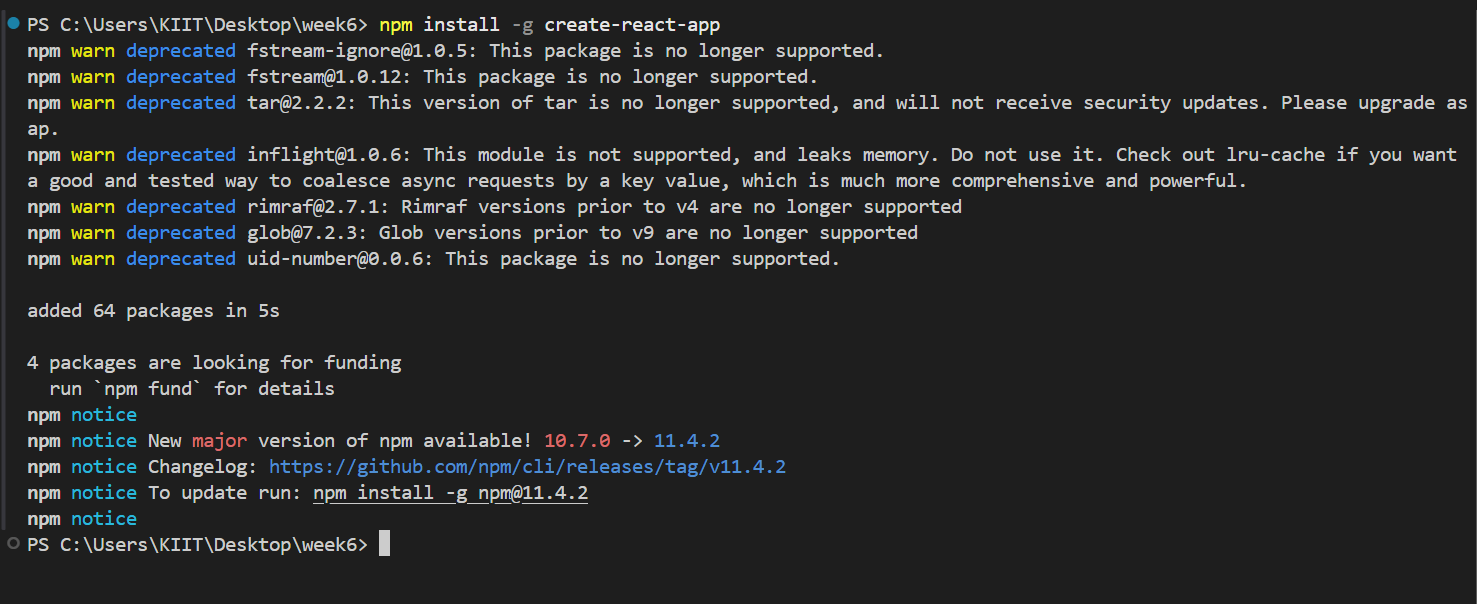 PS C:\Users\KIIT\Desktop\week6> npm install -g create-react-app
npm warn deprecated fstream-ignore@1.0.5: This package is no longer supported.
npm warn deprecated fstream@1.0.12: This package is no longer supported.
npm warn deprecated tar@2.2.2: This version of tar is no longer supported, and will not receive security updates. Please upgrade as
ap.
npm warn deprecated inflight@1.0.6: This module is not supported, and leaks memory. Do not use it. Check out lru-cache if you want
a good and tested way to coalesce async requests by a key value, which is much more comprehensive and powerful.
npm warn deprecated rimraf@2.7.1: Rimraf versions prior to v4 are no longer supported
npm warn deprecated glob@7.2.3: Glob versions prior to v9 are no longer supported
npm warn deprecated uid-number@0.0.6: This package is no longer supported.
added 64 packages in 5s
4 packages are looking for funding
  run `npm fund` for details
npm notice
npm notice New major version of npm available! 10.7.0 -> 11.4.2
npm notice Changelog: https://github.com/npm/cli/releases/tag/v11.4.2
npm notice To update run: npm install -g npm@11.4.2
npm notice
PS C:\Users\KIIT\Desktop\week6>